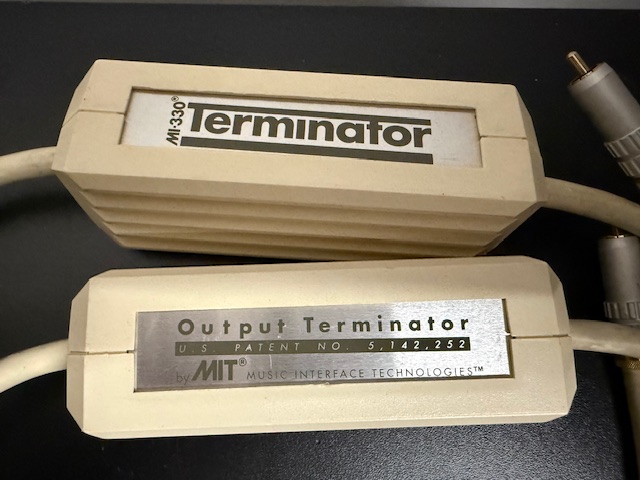 MI-330® Terminator
Output Terminator
U.S. PATENT NO. 5,142,252
by MIT® MUSIC INTERFACE TECHNOLOGIES™